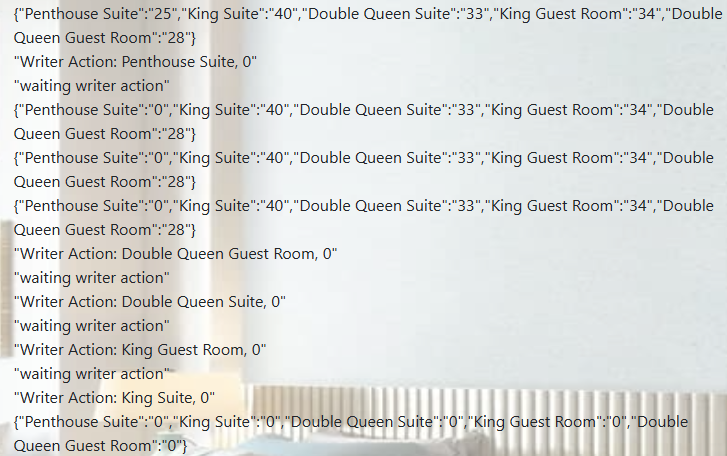 {"Penthouse Suite":"25","King Suite":"40","Double Queen Suite":"33","King Guest Room":"34","Double
Queen Guest Room":"28"}
"Writer Action: Penthouse Suite, 0"
"waiting writer action"
{"Penthouse Suite":"0","King Suite":"40","Double Queen Suite":"33","King Guest Room":"34","Double
Queen Guest Room":"28"}
{"Penthouse Suite":"0","King Suite":"40","Double Queen Suite":"33","King Guest Room":"34","Double
Queen Guest Room":"28"}
{"Penthouse Suite":"0","King Suite":"40","Double Queen Suite":"33","King Guest Room":"34","Double
Queen Guest Room":"28"}
"Writer Action: Double Queen Guest Room, 0"
"waiting writer action"
"Writer Action: Double Queen Suite, 0"
"waiting writer action"
"Writer Action: King Guest Room, 0"
"waiting writer action"
"Writer Action: King Suite, 0"
{"Penthouse Suite":"0","King Suite":"0","Double Queen Suite":"0","King Guest Room":"0","Double
Queen Guest Room":"0"}